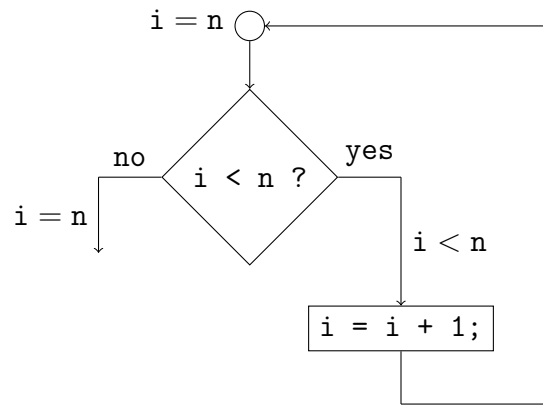 i = n
no
i < n ?
yes
i = n
i < n
i = i + 1;